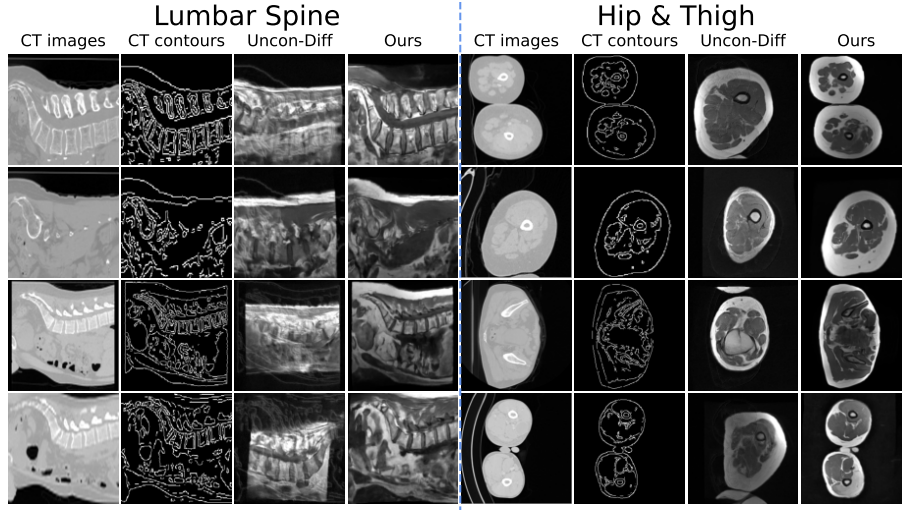 Lumbar Spine
CT images CT contours Uncon-Diff Ours
Hip & Thigh
CT images CT contours Uncon-Diff Ours